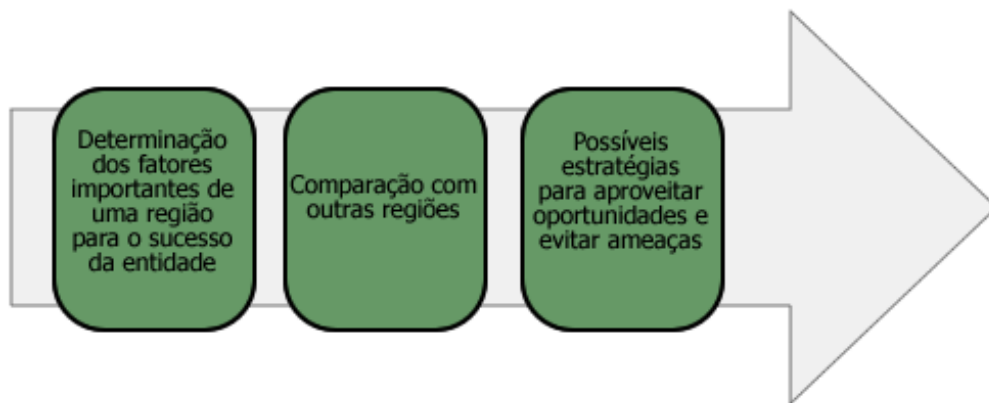 Determinação
dos fatores
importantes de
uma região
para o sucesso
da entidade
Comparação com
outras regiões
Possíveis
estratégias
para aproveitar
oportunidades e
evitar ameaças